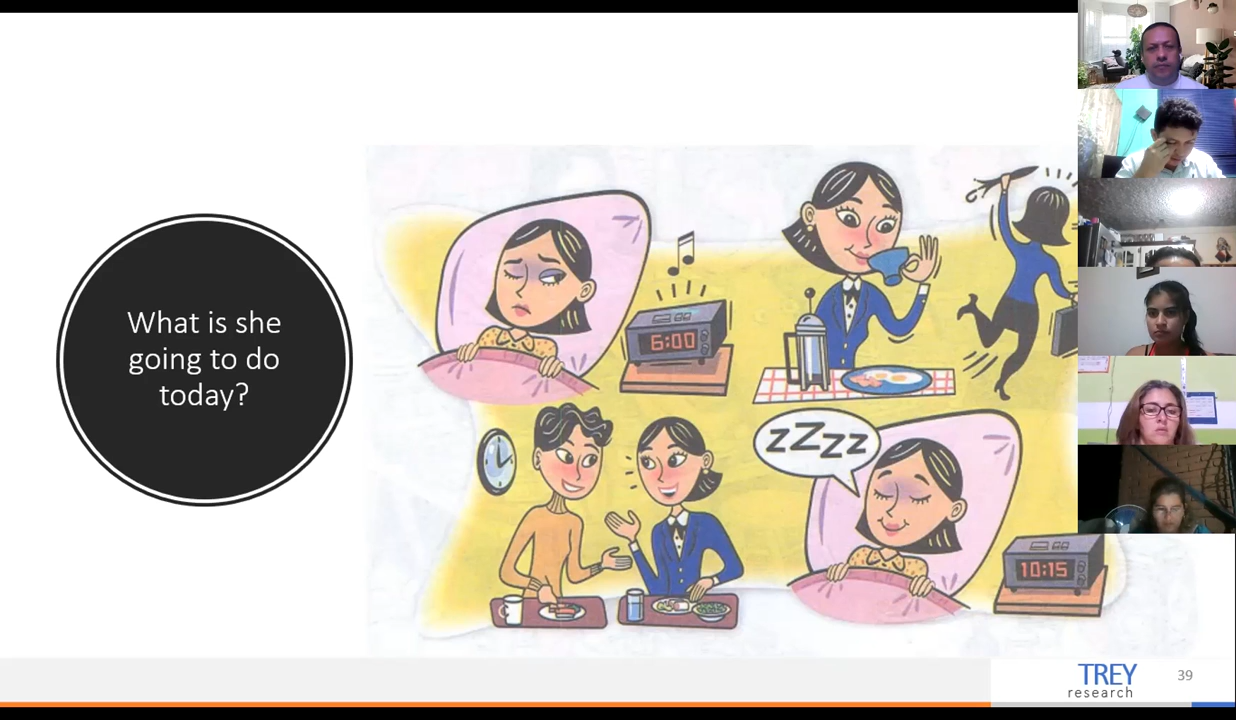 What is she
going to do
today?
6:00
zZzz
10:15
TREY
research
39